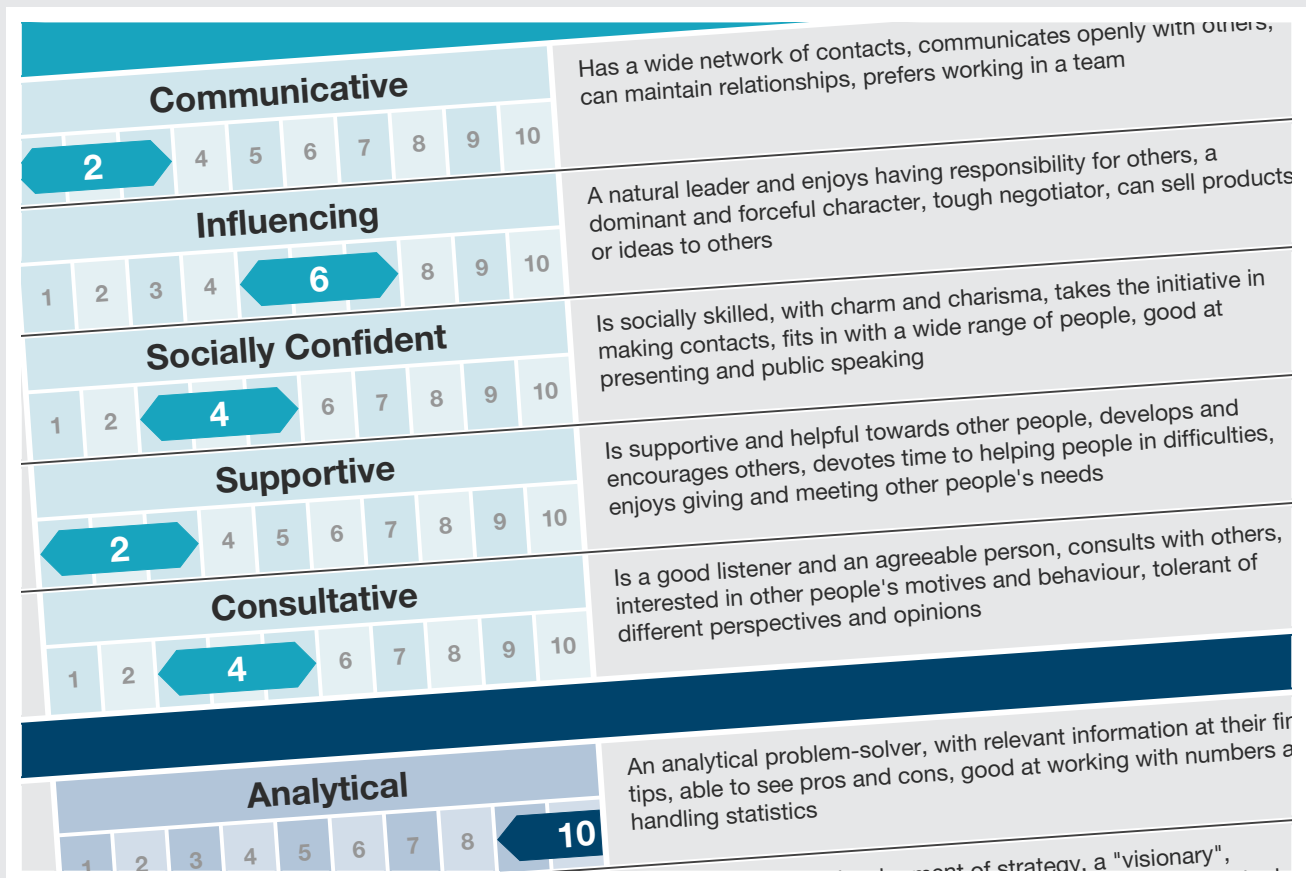 Has a wide network of contacts, communicates openly with others,
can maintain relationships, prefers working in a team
Communicative
2 4 5 6 7 8 9 10
A natural leader and enjoys having responsibility for others, a
dominant and forceful character, tough negotiator, can sell products
or ideas to others
Influencing
1 2 3 4 6 8 9 10
Is socially skilled, with charm and charisma, takes the initiative in
making contacts, fits in with a wide range of people, good at
presenting and public speaking
Socially Confident
1 2 4 6 7 8 9 10
Is supportive and helpful towards other people, develops and
encourages others, devotes time to helping people in difficulties,
enjoys giving and meeting other people's needs
Supportive
2 4 5 6 7 8 9 10
Is a good listener and an agreeable person, consults with others,
interested in other people's motives and behaviour, tolerant of
different perspectives and opinions
Consultative
1 2 4 6 7 8 9 10
An analytical problem-solver, with relevant information at their
tips, able to see pros and cons, good at working with numbers
handling statistics
Analytical
1 2 3 4 5 6 7 8 10
of strategy, a "visionary",